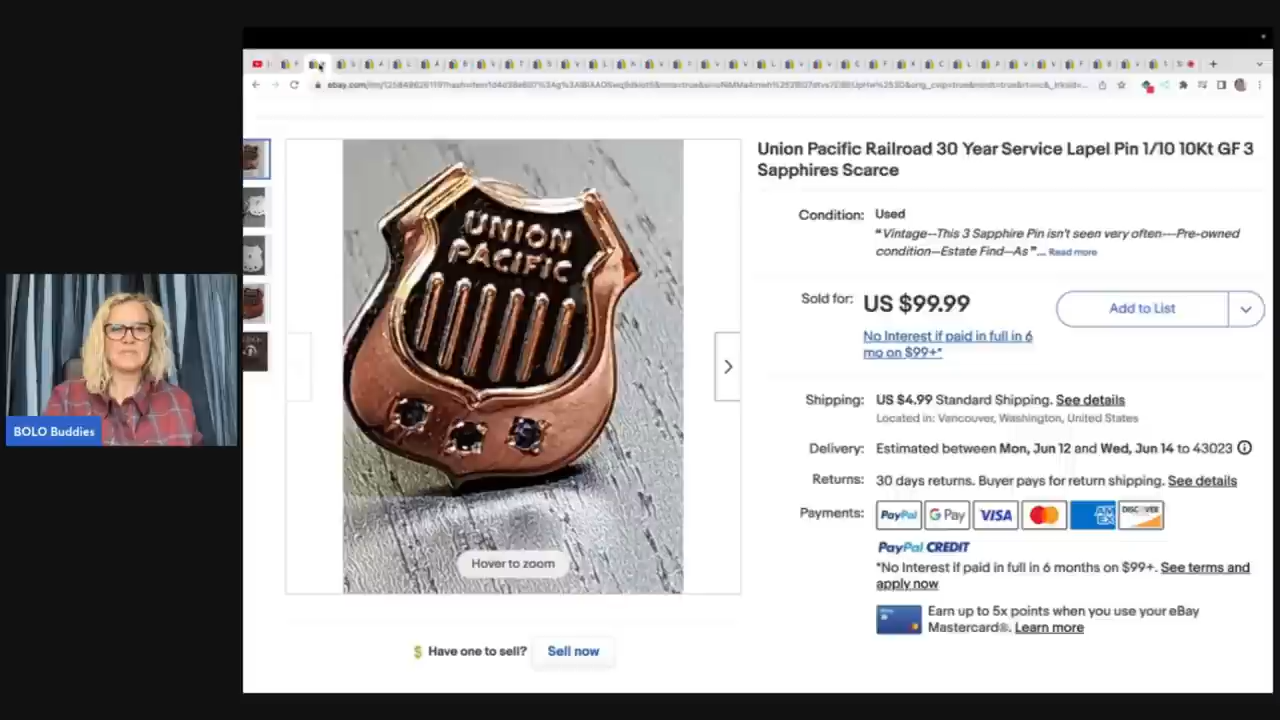 Union Pacific Railroad 30 Year Service Lapel Pin 1/10 10Kt GF 3
Sapphires Scarce
Condition: Used
“Vintage--This 3 Sapphire Pin isn't seen very often---Pre-owned
condition--Estate Find--As ”... Read more
Sold for: US $99.99
Add to List
No Interest if paid in full in 6
mo on $99+*
Shipping: US $4.99 Standard Shipping. See details
Located in: Vancouver, Washington, United States
Delivery: Estimated between Mon, Jun 12 and Wed, Jun 14 to 43023
Returns: 30 days returns. Buyer pays for return shipping. See details
Payments: PayPal G Pay VISA AM EX DISCOVER
PayPal CREDIT
*No Interest if paid in full in 6 months on $99+. See terms and
apply now
Earn up to 5x points when you use your eBay
Mastercard®. Learn more
UNION
PACIFIC
Hover to zoom
Have one to sell? Sell now
BOLO Buddies